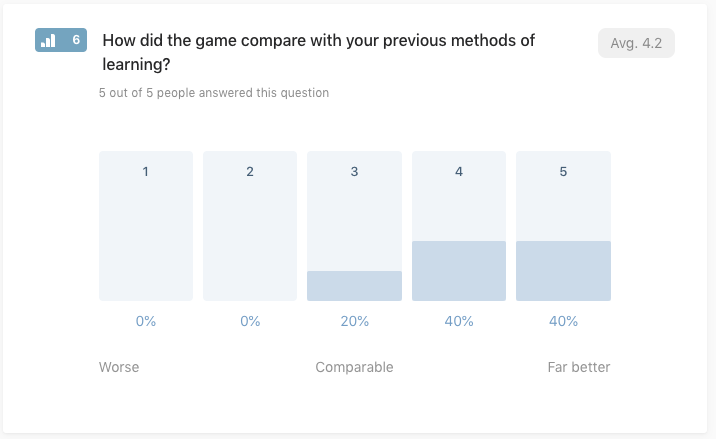 6
How did the game compare with your previous methods of
learning?
Avg. 4.2
5 out of 5 people answered this question
1 2 3 4 5
0% 0% 20% 40% 40%
Worse Comparable Far better